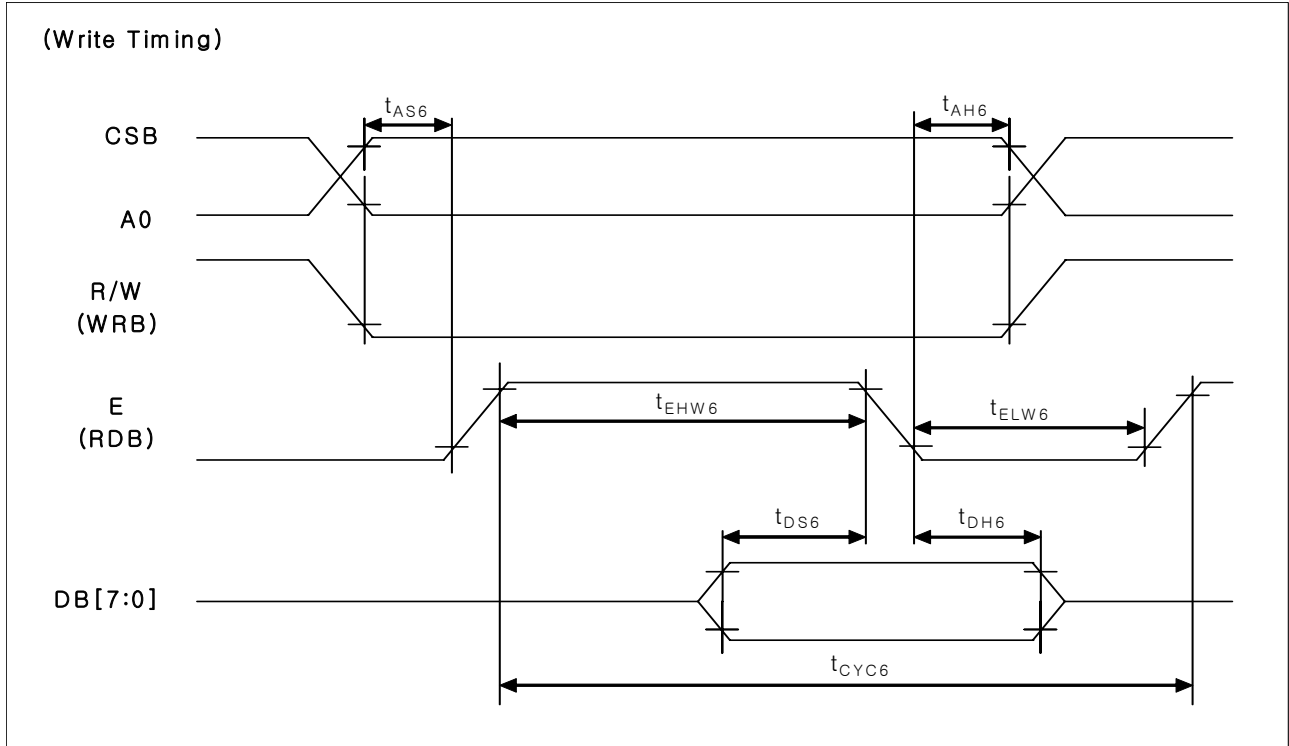 (Write Timing)
tAS6
tAH6
CSB
A0
R/W
(WRB)
E
(RDB)
tEHW6
tELW6
tDS6
tDH6
DB[7:0]
tCYC6